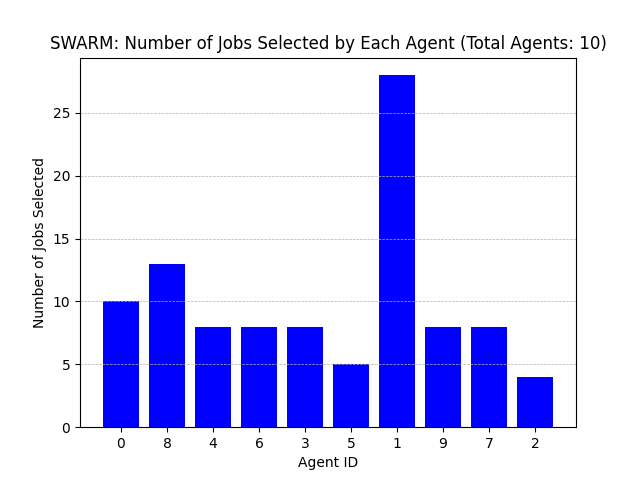 SWARM: Number of Jobs Selected by Each Agent (Total Agents: 10)
Number of Jobs Selected
25
20
15
10
5
0
0 8 4 6 3 5 1 9 7 2
Agent ID